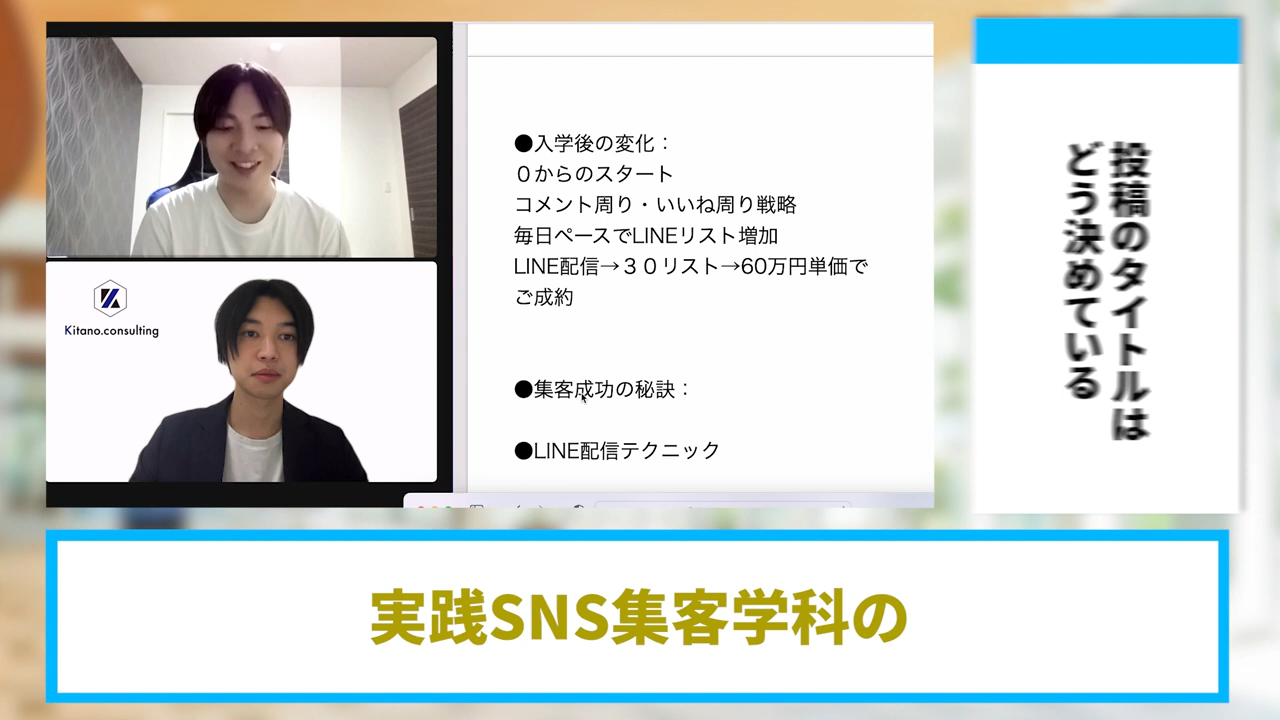 Kitano.consulting
●入学後の変化：
０からのスタート
コメント周り・いいね周り戦略
毎日ペースでLINEリスト増加
LINE配信→３０リスト→60万円単価で
ご成約
●集客成功の秘訣：
●LINE配信テクニック
投稿のタイトルは
どう決めている
実践SNS集客学科の